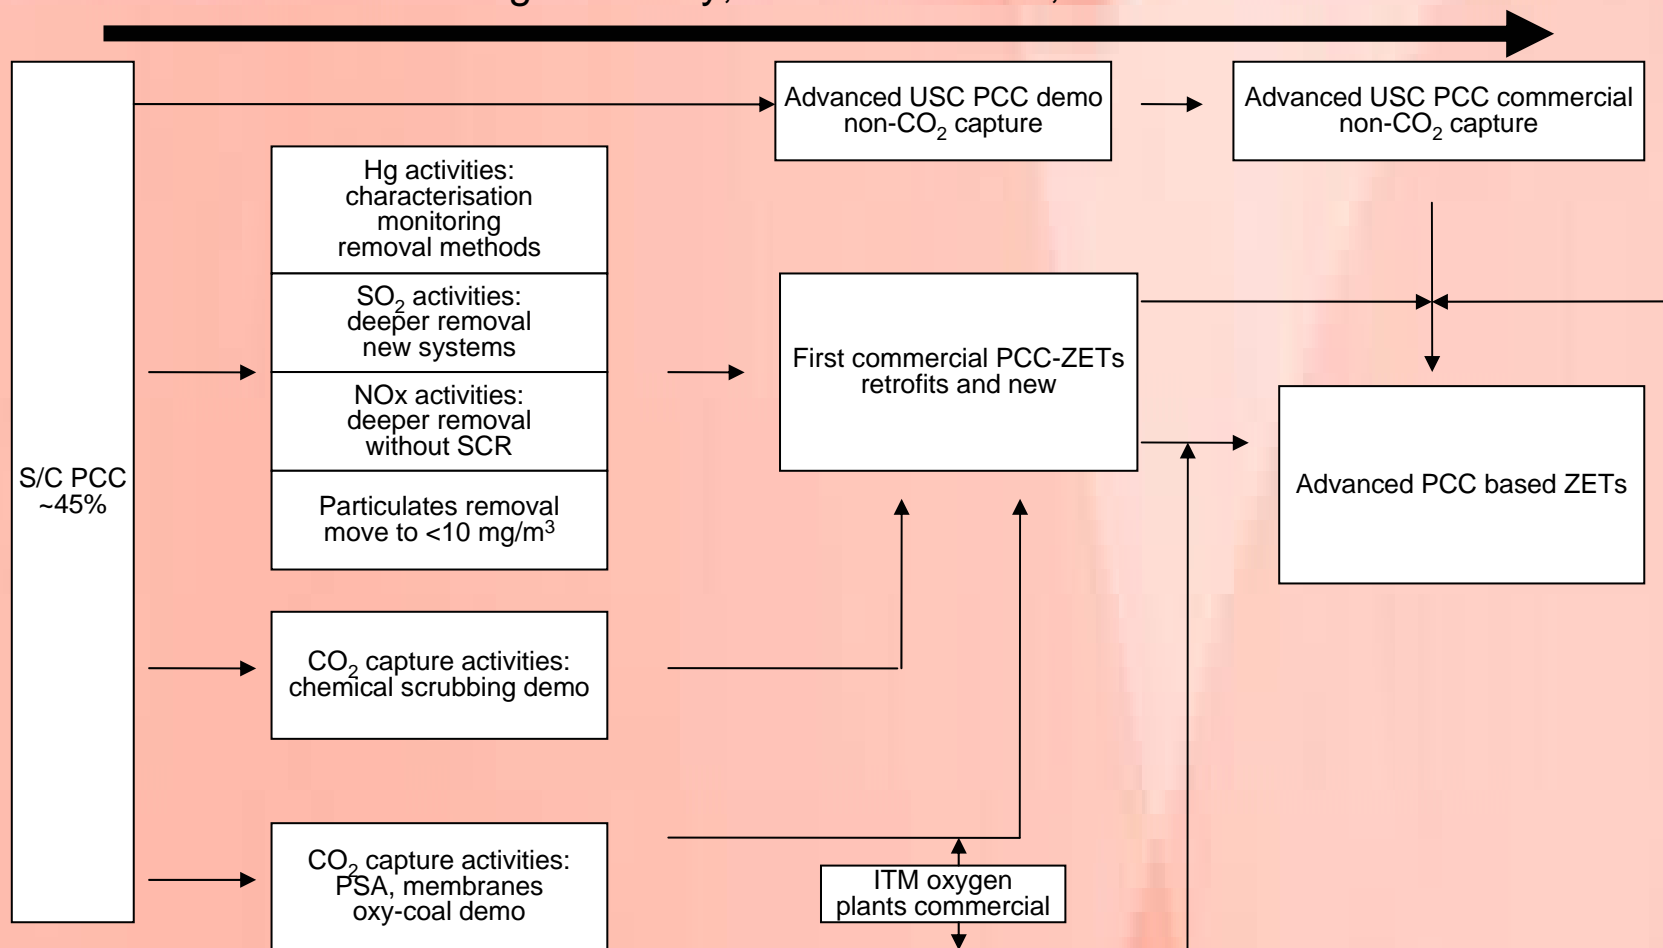 Advanced USC PCC demo
non-CO₂ capture
Advanced USC PCC commercial
non-CO₂ capture
Hg activities:
characterisation
monitoring
removal methods
SO₂ activities:
deeper removal
new systems
NOx activities:
deeper removal
without SCR
Particulates removal
move to <10 mg/m³
First commercial PCC-ZETs
retrofits and new
S/C PCC
~45%
Advanced PCC based ZETs
CO₂ capture activities:
chemical scrubbing demo
CO₂ capture activities:
PSA, membranes
oxy-coal demo
ITM oxygen
plants commercial